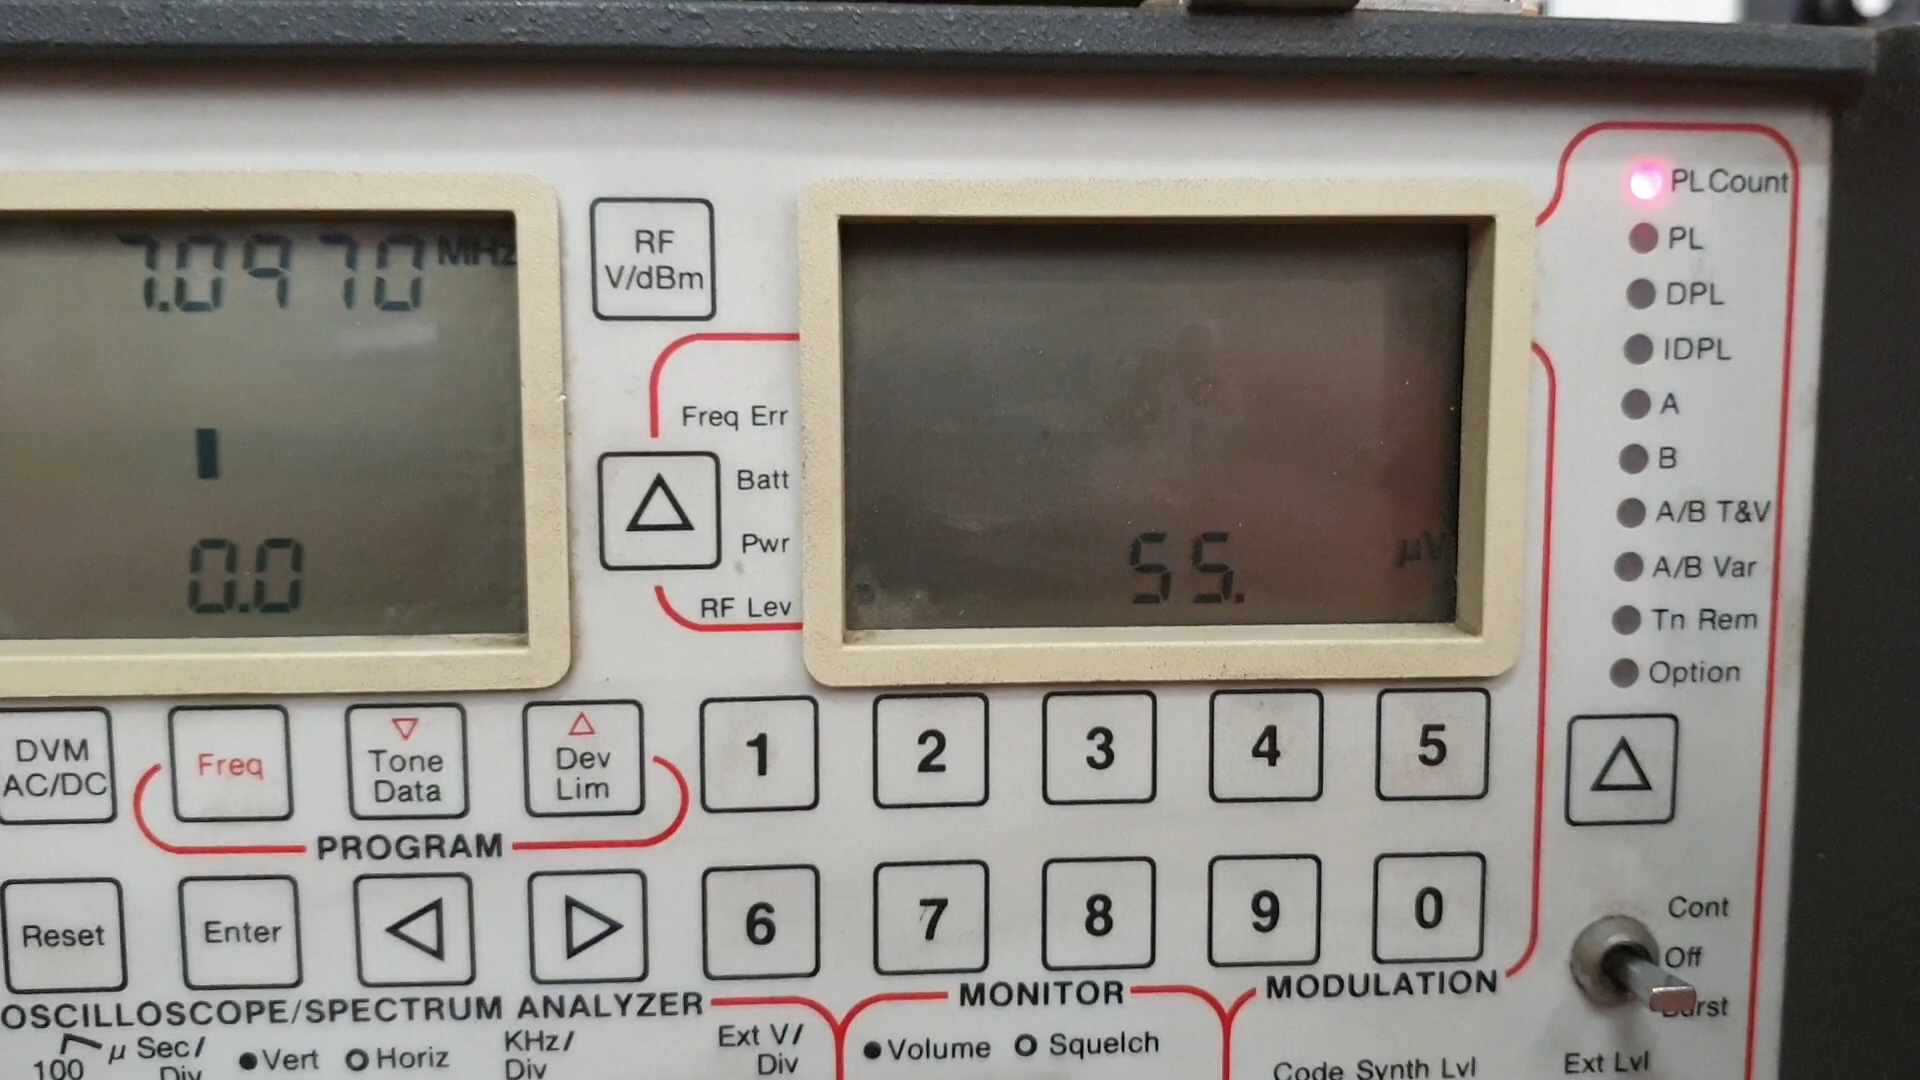 7.0970 MHz
0.0
RF
V/dBm
Freq Err
Batt
Pwr
RF Lev
55. µV
PL Count
PL
DPL
IDPL
A
B
A/B T&V
A/B Var
Tn Rem
Option
DVM
AC/DC
Freq
Tone
Data
Dev
Lim
PROGRAM
1 2 3 4 5
Reset
Enter
6 7 8 9 0
Cont
Off
OSCILLOSCOPE/SPECTRUM ANALYZER
MONITOR
MODULATION
100
µ Sec/
Div
Vert
Horiz
KHz/
Div
Ext V/
Div
Volume
Squelch
Code Synth Lvl
Ext Lvl